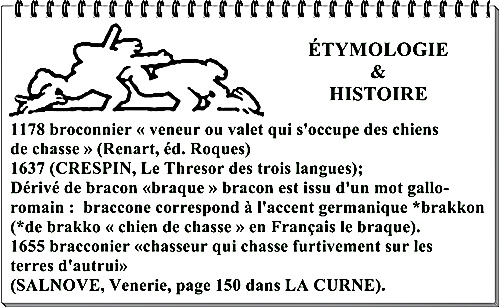 ÉTYMOLOGIE
&
HISTOIRE
1178 broconnier « veneur ou valet qui s'occupe des chiens
de chasse » (Renart, éd. Roques)
1637 (CRESPIN, Le Thresor des trois langues);
Dérivé de bracon «braque » bracon est issu d'un mot gallo-
romain : braccone correspond à l'accent germanique *brakkon
(*de brakko « chien de chasse » en Français le braque).
1655 bracconier «chasseur qui chasse furtivement sur les
terres d'autrui»
(SALNOVE, Venerie, page 150 dans LA CURNE).